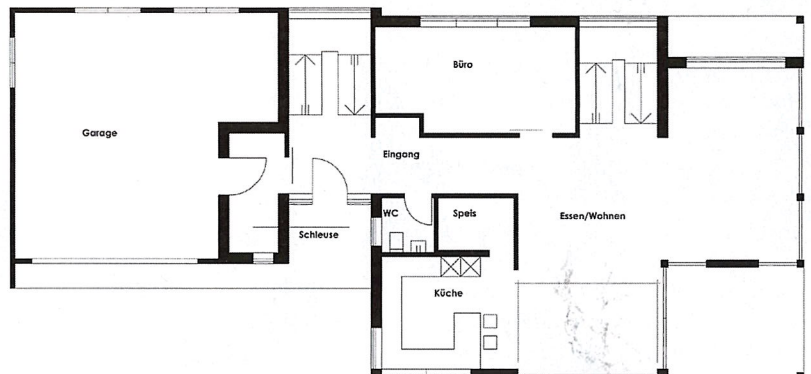 Büro
Garage
Eingang
WC
Speis
Essen/Wohnen
Schleuse
Küche